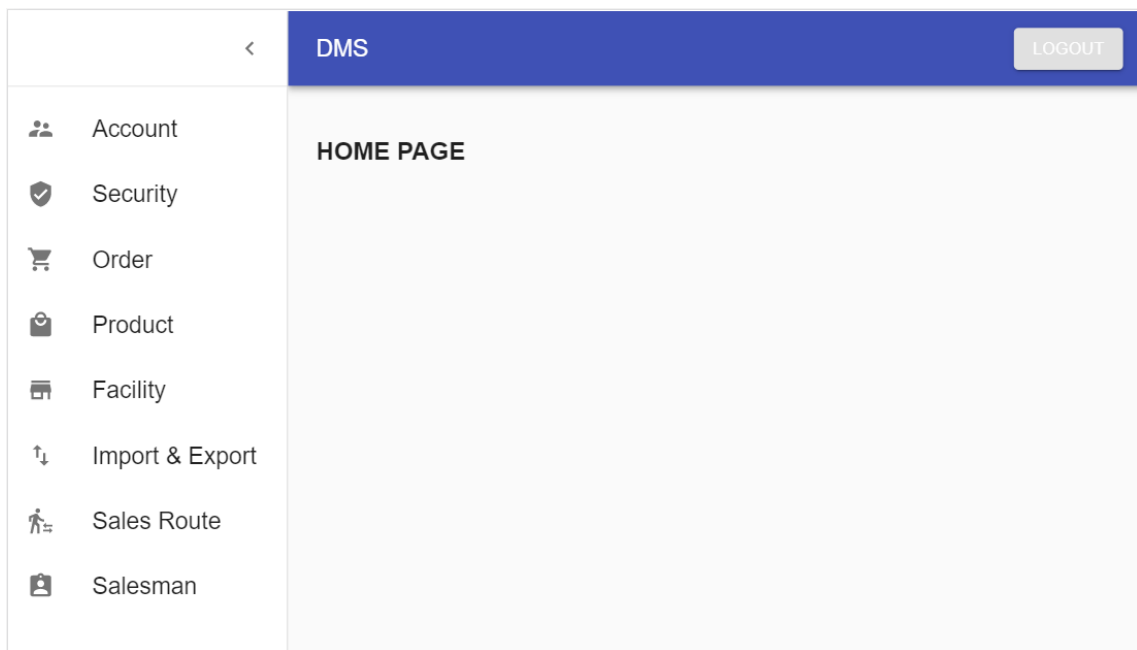 DMS
LOGOUT
Account
Security
Order
Product
Facility
Import & Export
Sales Route
Salesman
HOME PAGE